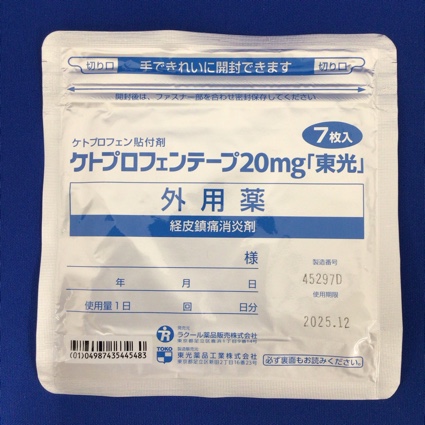 切り口
手できれいに開封できます
切り口
開封後は、ファスナー部を合わせ密封保存してください
7枚入
ケトプロフェン貼付剤
ケトプロフェンテープ20mg「東光」
外用薬
経皮鎮痛消炎剤
様
年 月 日
使用量1日 回 日分
製造番号
45297D
使用期限
2025.12
発売元
ラクール薬品販売株式会社
製造販売元
TOKO
東光薬品工業株式会社
(01)04987435445483
必ず裏面もお読みください。